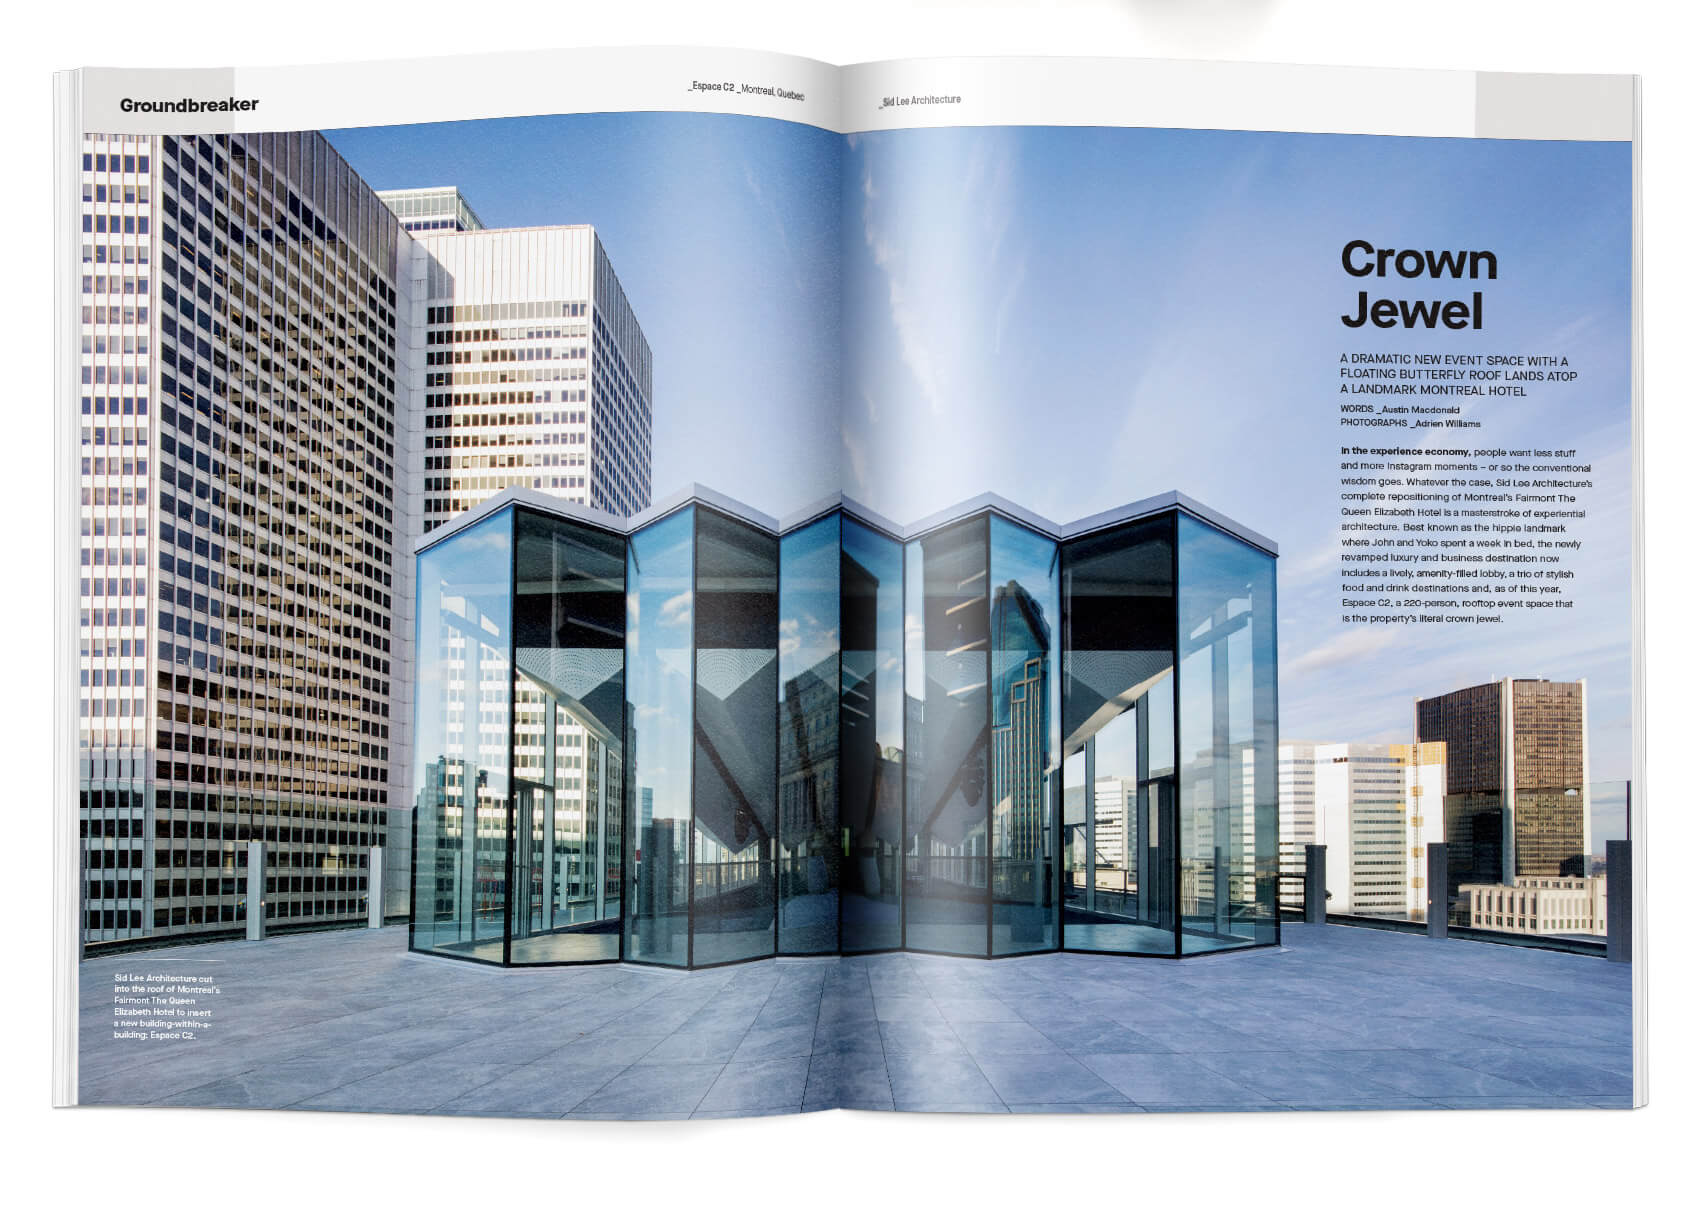 Groundbreaker
_Espace C2 _Montreal, Quebec
_Sid Lee Architecture
Crown
Jewel
A DRAMATIC NEW EVENT SPACE WITH A
FLOATING BUTTERFLY ROOF LANDS ATOP
A LANDMARK MONTREAL HOTEL
WORDS _Austin Macdonald
PHOTOGRAPHS _Adrien Williams
In the experience economy, people want less stuff
and more Instagram moments – or so the conventional
wisdom goes. Whatever the case, Sid Lee Architecture's
complete repositioning of Montreal's Fairmont The
Queen Elizabeth Hotel is a masterstroke of experiential
architecture. Best known as the hippie landmark
where John and Yoko spent a week in bed, the newly
revamped luxury and business destination now
includes a lively, amenity-filled lobby, a trio of stylish
food and drink destinations and, as of this year,
Espace C2, a 220-person, rooftop event space that
is the property's literal crown jewel.
Sid Lee Architecture cut
into the roof of Montreal's
Fairmont The Queen
Elizabeth Hotel to insert
a new building-within-a-
building: Espace C2.